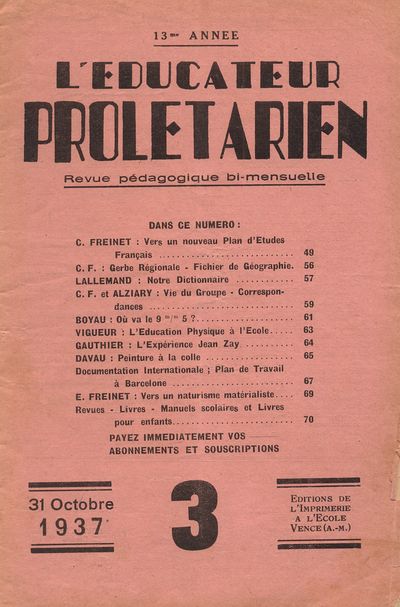 13me ANNEE
L'EDUCATEUR
PROLETARIEN
Revue pédagogique bi-mensuelle
DANS CE NUMERO :
C. FREINET : Vers un nouveau Plan d'Etudes
Français .......................... 49
C. F. : Gerbe Régionale - Fichier de Géographie. 56
LALLEMAND : Notre Dictionnaire ............ 57
C. F. et ALZIARY : Vie du Groupe - Correspon-
dances ............................ 59
BOYAU : Où va le 9 m/m 5 ?................. 61
VIGUEUR : L'Education Physique à l'Ecole..... 63
GAUTHIER : L'Expérience Jean Zay........... 64
DAVAU : Peinture à la colle ................ 65
Documentation Internationale ; Plan de Travail
à Barcelone ....................... 67
E. FREINET : Vers un naturisme matérialiste.... 69
Revues - Livres - Manuels scolaires et Livres
pour enfants....................... 70
PAYEZ IMMEDIATEMENT VOS
ABONNEMENTS ET SOUSCRIPTIONS
31 Octobre
1937
3
EDITIONS DE
L'IMPRIMERIE
A L'ECOLE
VENCE (A.-M.)